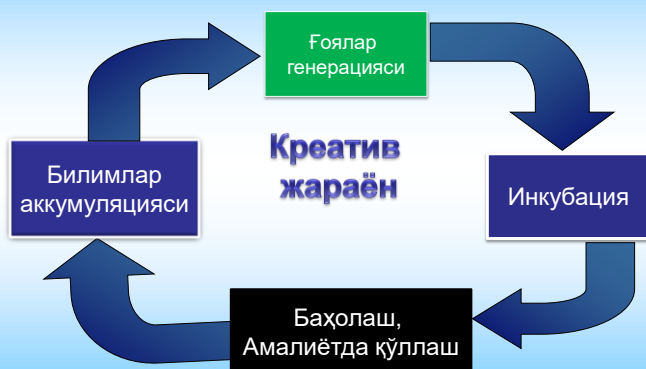 Ғоялар
генерацияси
Креатив
жараён
Билимлар
аккумуляцияси
Инкубация
Баҳолаш,
Амалиётда қўллаш